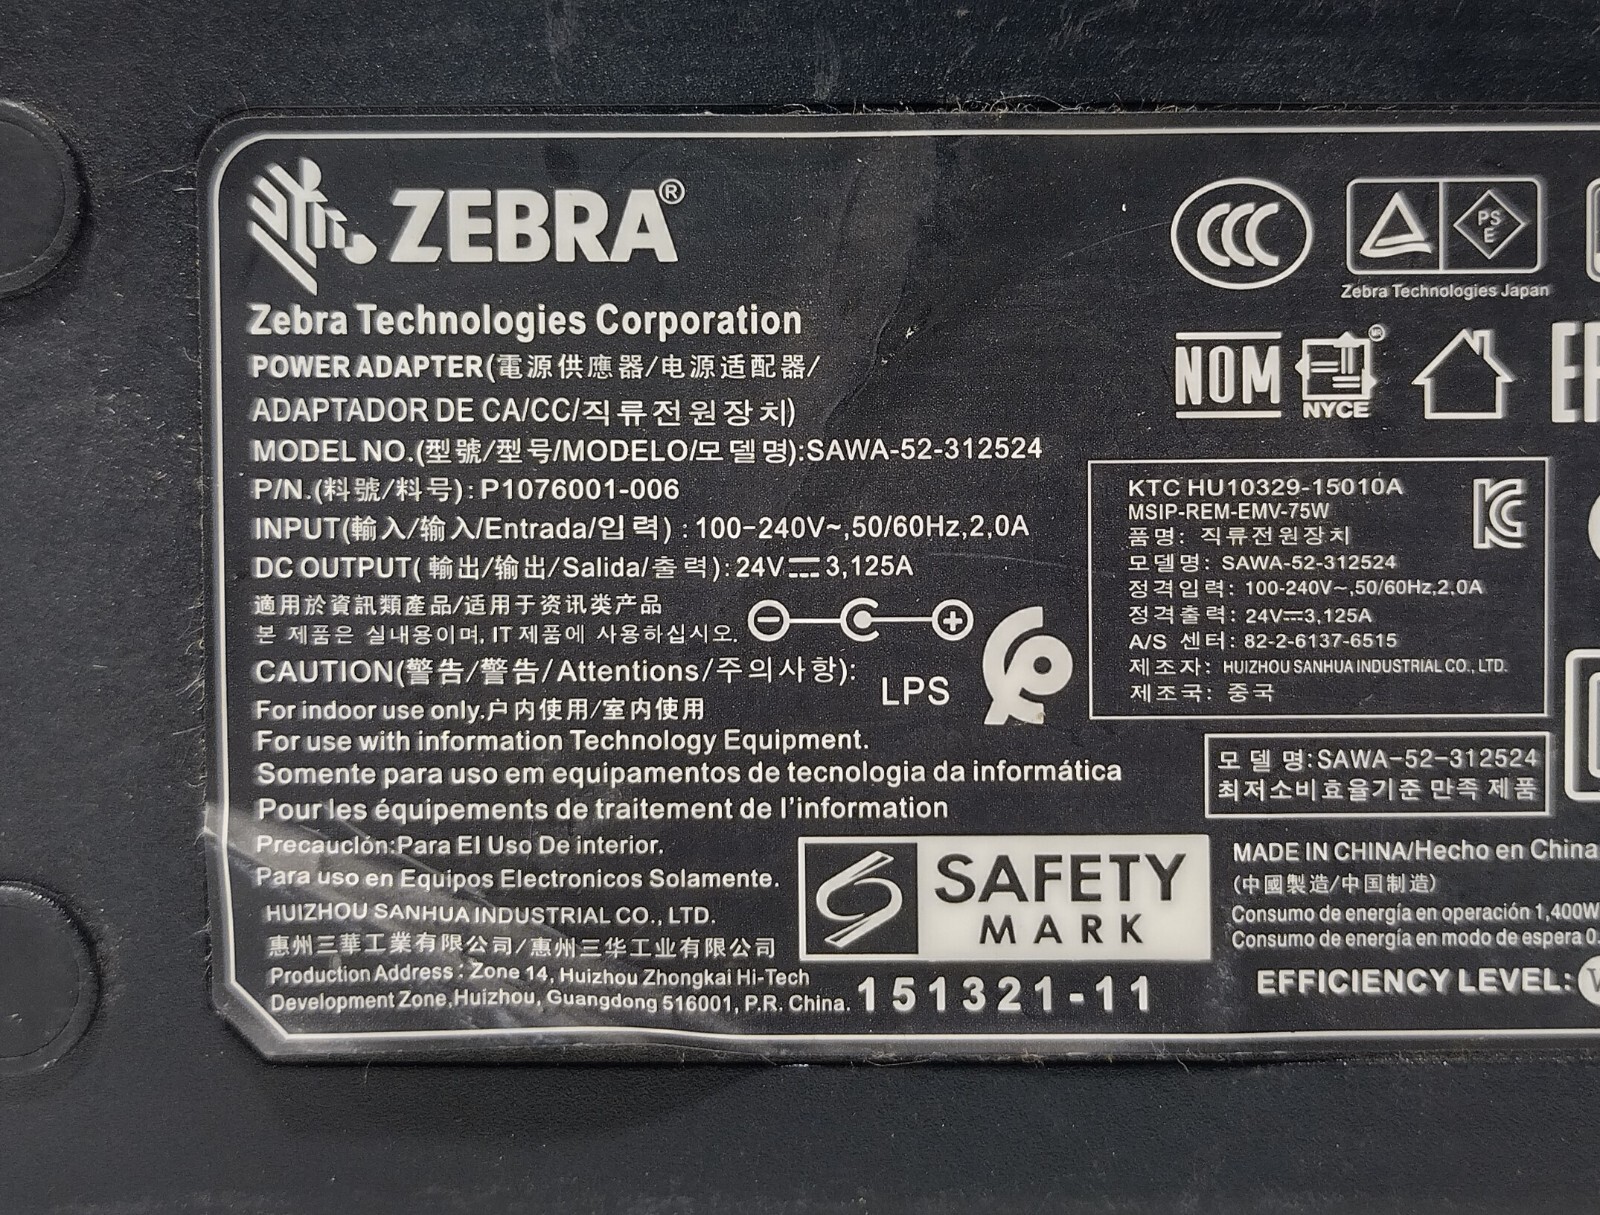 ZEBRA®
Zebra Technologies Corporation
POWER ADAPTER(電源供應器/电源适配器/
ADAPTADOR DE CA/CC/직류전원장치)
MODEL NO.(型號/型号/MODELO/모델명):SAWA-52-312524
P/N.(料號/料号):P1076001-006
INPUT(輸入/输入/Entrada/입력) : 100-240V~,50/60Hz,2,0A
DC OUTPUT( 輸出/输出/Salida/출력): 24V⎓3,125A
適用於資訊類產品/适用于资讯类产品
본 제품은 실내용이며, IT 제품에 사용하십시오.
CAUTION(警告/警告/Attentions/주의사항):
LPS
For indoor use only.户内使用/室内使用
For use with information Technology Equipment.
Somente para uso em equipamentos de tecnologia da informática
Pour les équipements de traitement de l'information
Precaución:Para El Uso De interior.
Para uso en Equipos Electronicos Solamente.
HUIZHOU SANHUA INDUSTRIAL CO., LTD.
惠州三華工業有限公司/惠州三华工业有限公司
Production Address : Zone 14, Huizhou Zhongkai Hi-Tech
Development Zone,Huizhou, Guangdong 516001, P.R. China.
SAFETY
MARK
151321-11
CCC
PS
E
Zebra Technologies Japan
NOM
NYCE
MR
KTC HU10329-15010A
MSIP-REM-EMV-75W
품명: 직류전원장치
모델명: SAWA-52-312524
정격입력: 100-240V~,50/60Hz,2.0A
정격출력: 24V⎓3,125A
A/S 센터: 82-2-6137-6515
제조자: HUIZHOU SANHUA INDUSTRIAL CO., LTD.
제조국: 중국
모델명:SAWA-52-312524
최저소비효율기준 만족 제품
MADE IN CHINA/Hecho en China
(中國製造/中国制造)
Consumo de energía en operación 1,400W
Consumo de energía en modo de espera 0.
EFFICIENCY LEVEL: